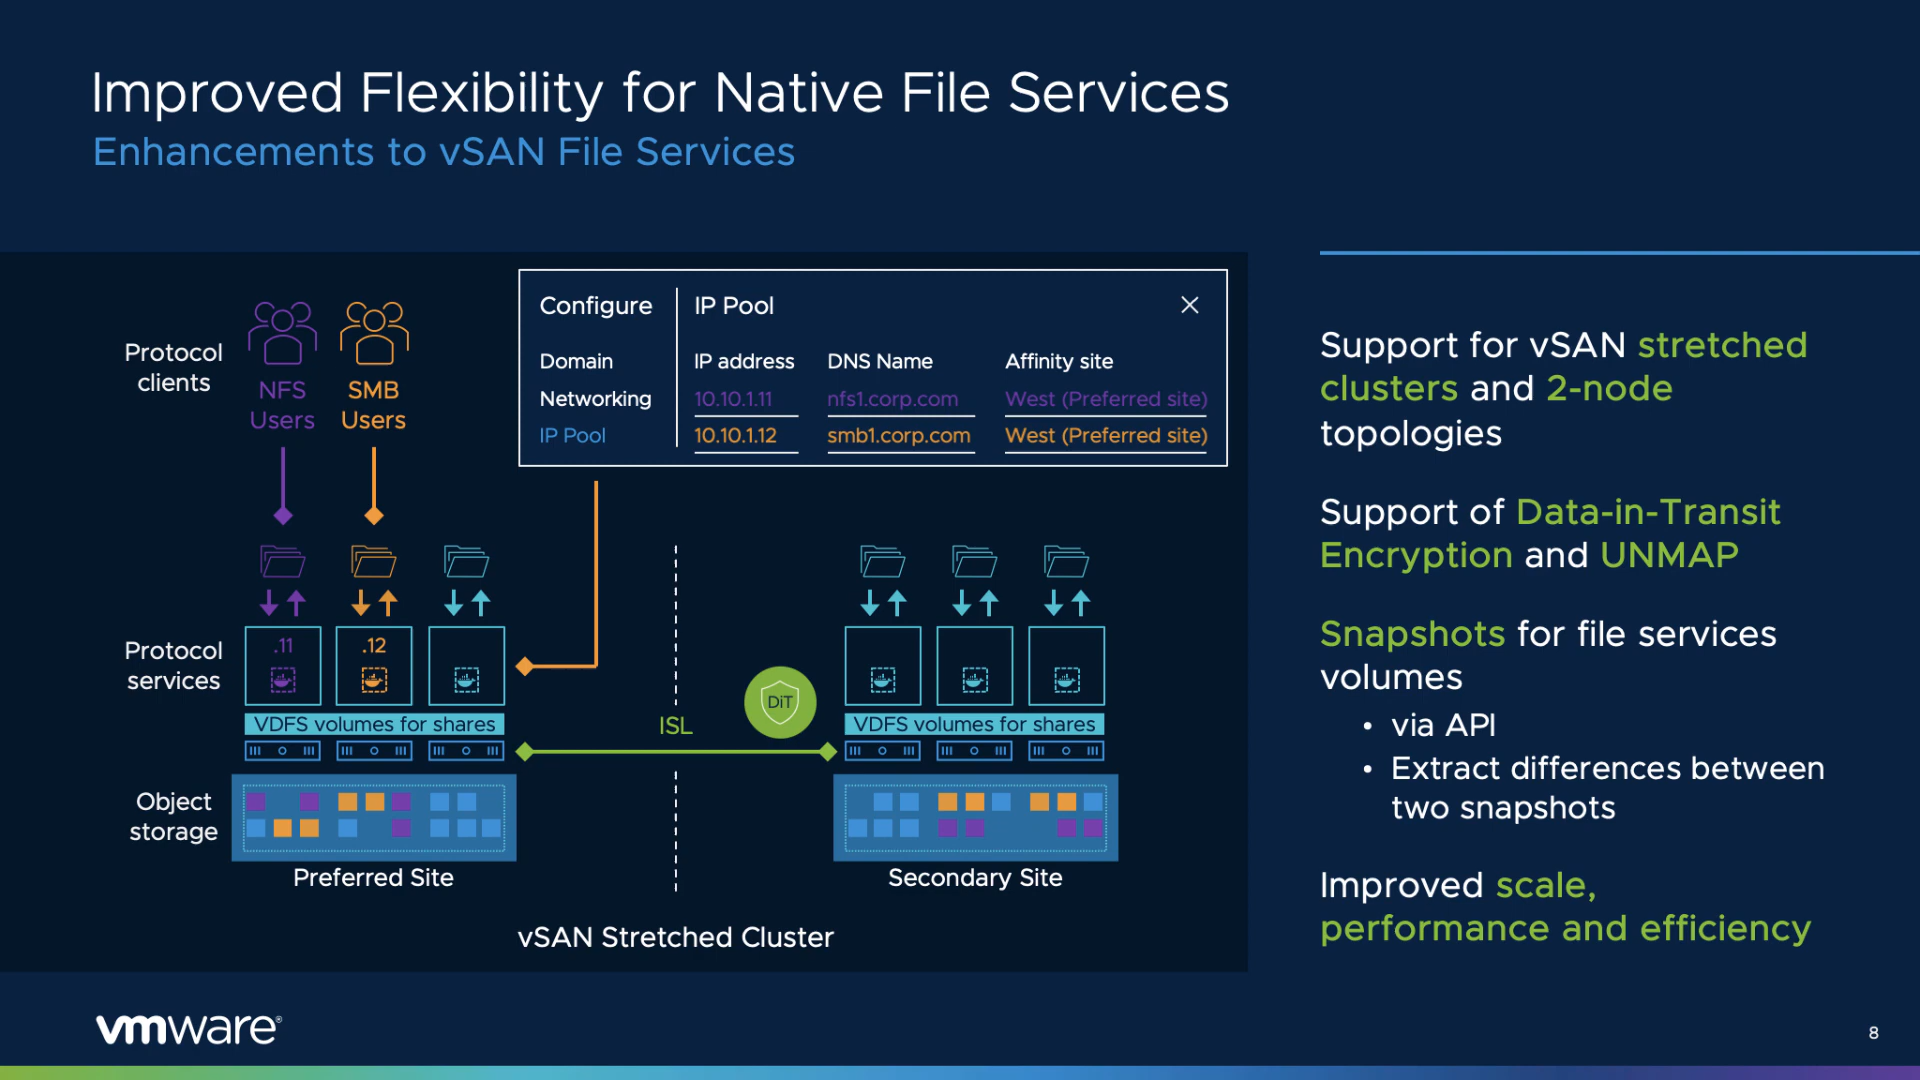 Improved Flexibility for Native File Services
Enhancements to vSAN File Services
Protocol
clients
NFS
Users
SMB
Users
Configure
IP Pool
Domain
IP address
DNS Name
Affinity site
Networking
10.10.1.11
nfs1.corp.com
West (Preferred site)
IP Pool
10.10.1.12
smb1.corp.com
West (Preferred site)
Protocol
services
.11
.12
VDFS volumes for shares
ISL
DiT
VDFS volumes for shares
Object
storage
Preferred Site
Secondary Site
vSAN Stretched Cluster
Support for vSAN stretched
clusters and 2-node
topologies
Support of Data-in-Transit
Encryption and UNMAP
Snapshots for file services
volumes
• via API
• Extract differences between
two snapshots
Improved scale,
performance and efficiency
vmware®
8